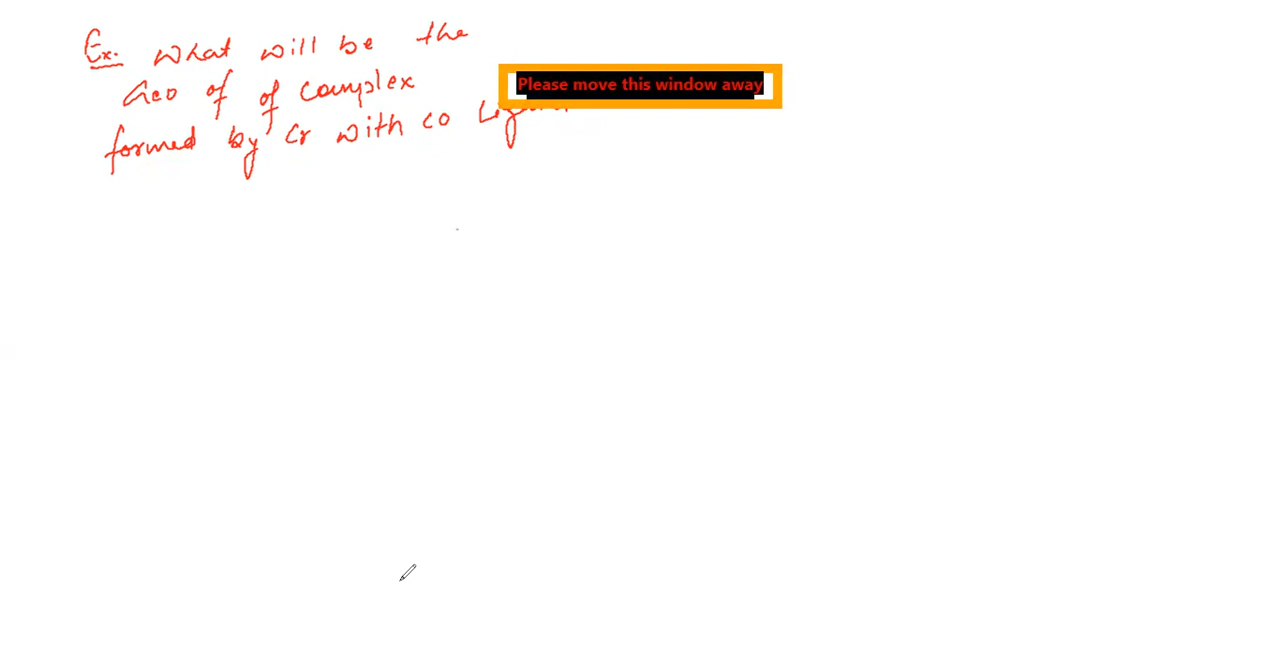 Ex. What will be the
Geo of of complex
Please move this window away
formed by Cr with CO